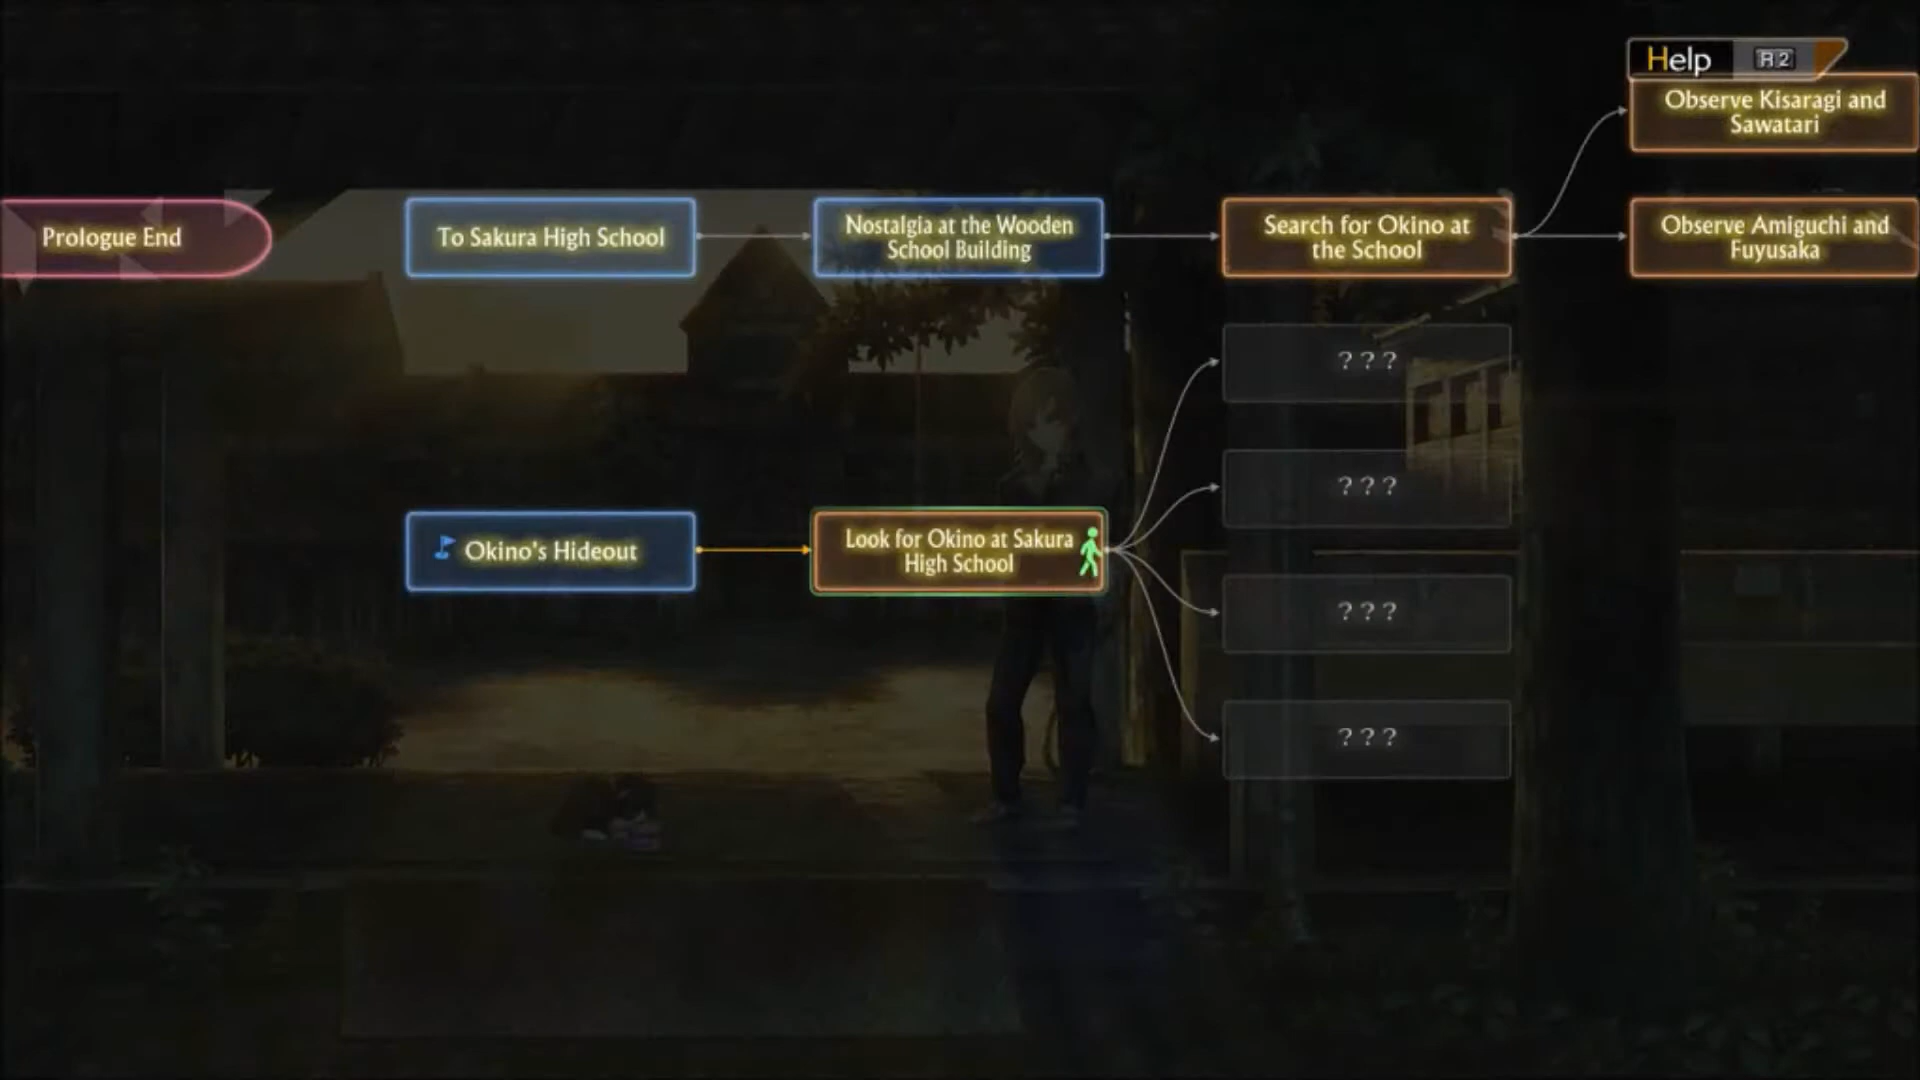 Help R2
Observe Kisaragi and
Sawatari
Prologue End
To Sakura High School
Nostalgia at the Wooden
School Building
Search for Okino at
the School
Observe Amiguchi and
Fuyusaka
? ? ?
? ? ?
Okino's Hideout
Look for Okino at Sakura
High School
? ? ?
? ? ?